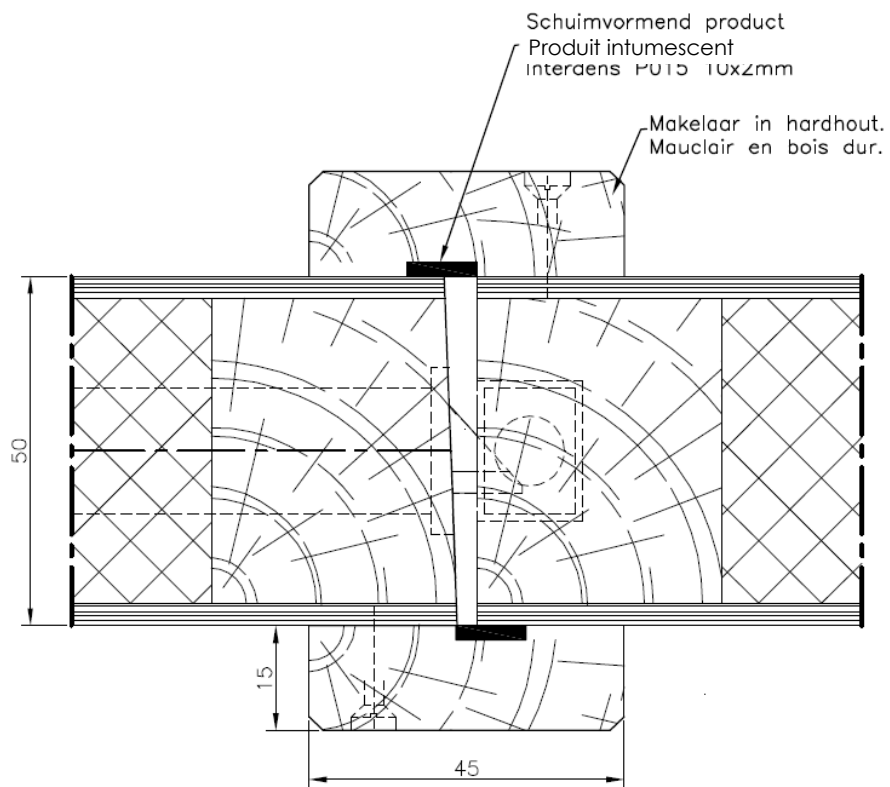 Schuimvormend product
Produit intumescent
Interdens P015 10x2mm
Makelaar in hardhout.
Mauclair en bois dur.
50
15
45